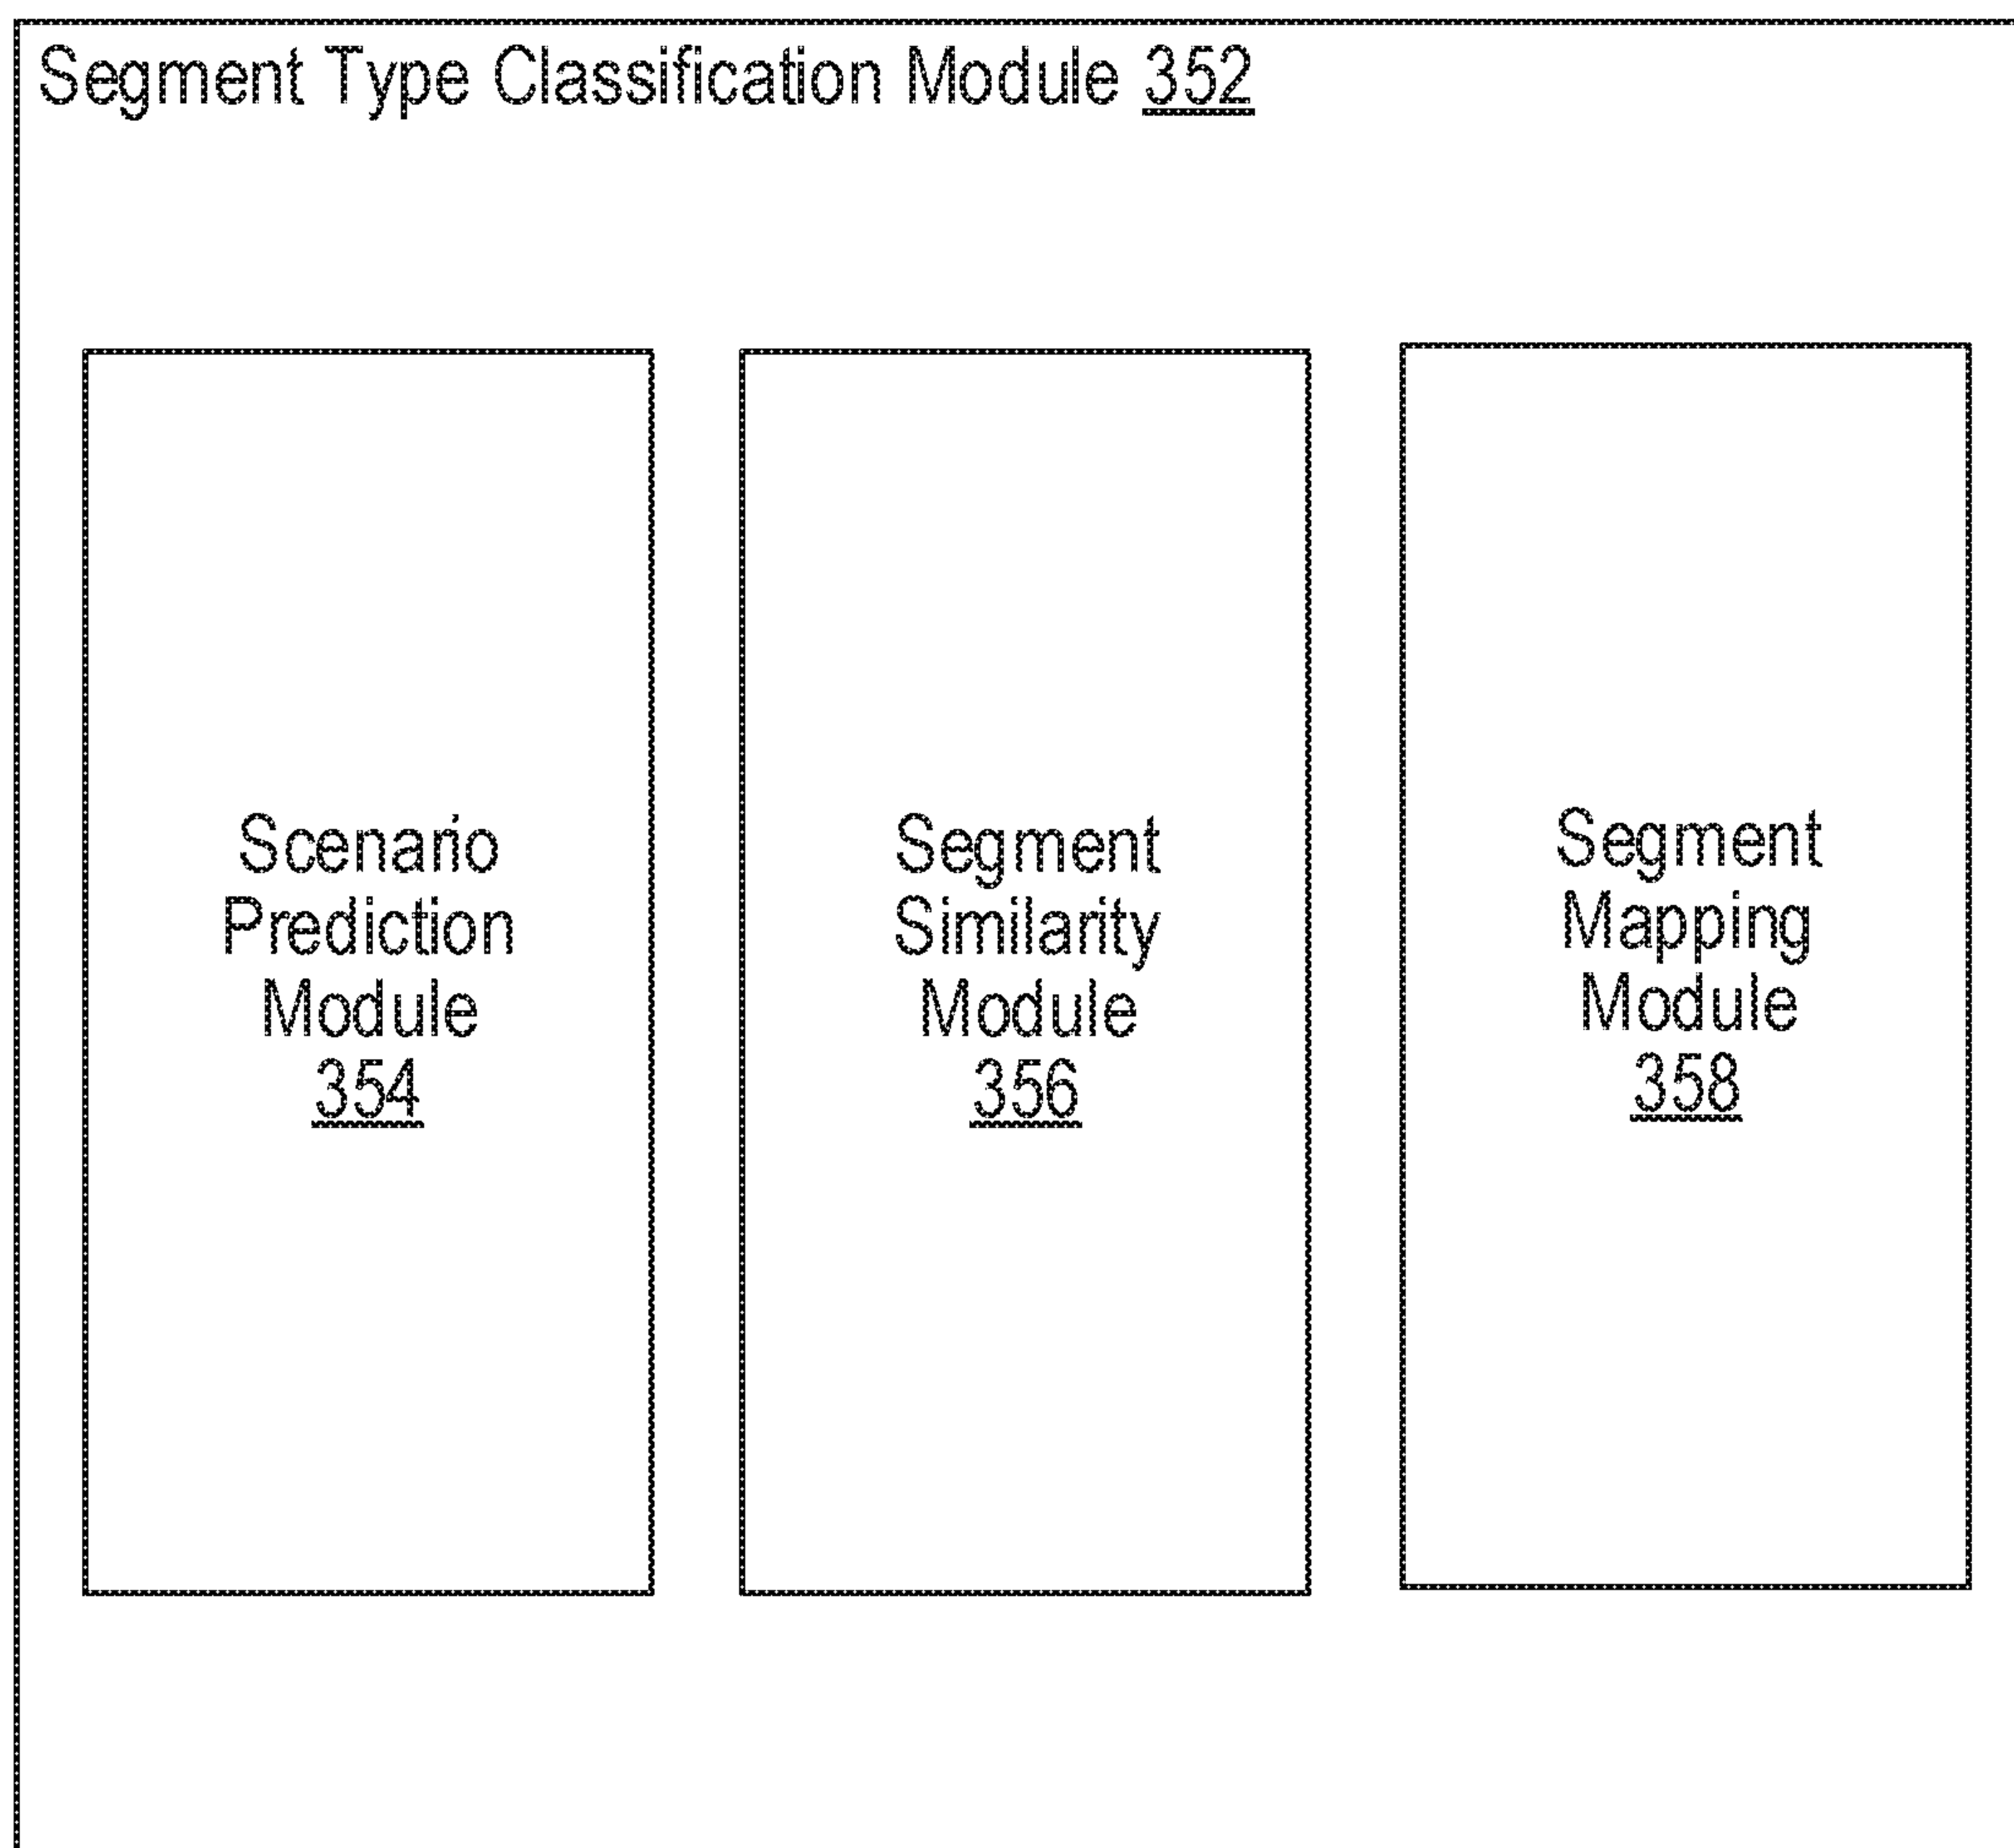 Segment Type Classification Module 352
Scenario
Prediction
Module
354
Segment
Similarity
Module
356
Segment
Mapping
Module
358